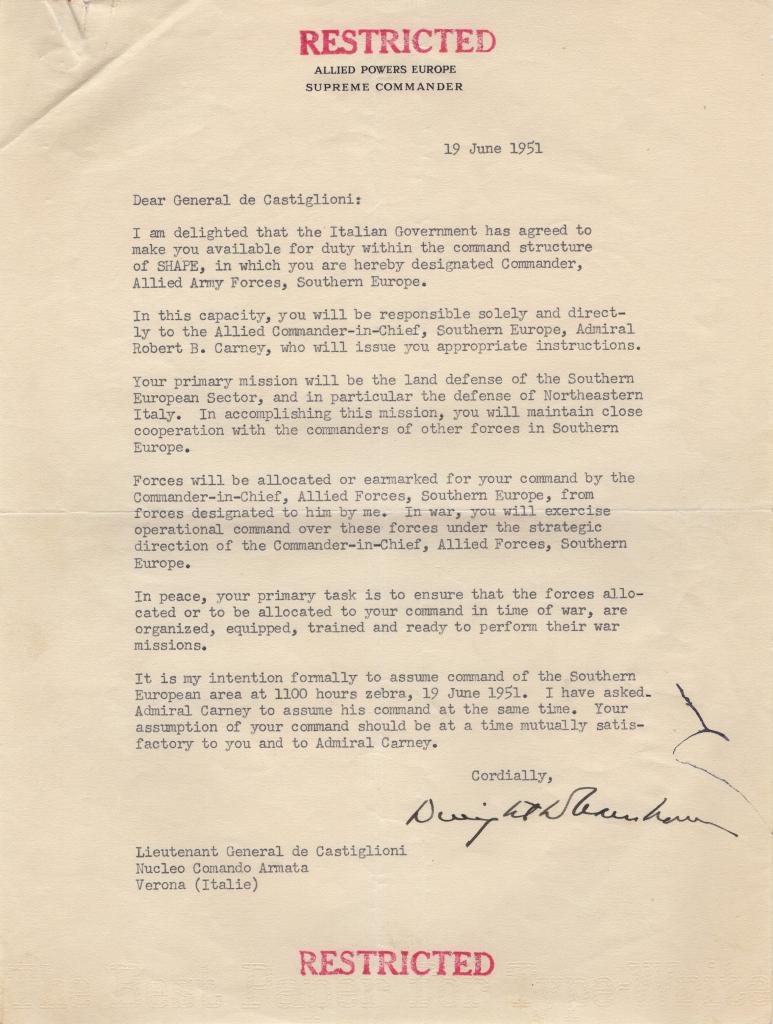 RESTRICTED
ALLIED POWERS EUROPE
SUPREME COMMANDER
19 June 1951
Dear General de Castiglioni:
I am delighted that the Italian Government has agreed to
make you available for duty within the command structure
of SHAPE, in which you are hereby designated Commander,
Allied Army Forces, Southern Europe.
In this capacity, you will be responsible solely and direct-
ly to the Allied Commander-in-Chief, Southern Europe, Admiral
Robert B. Carney, who will issue you appropriate instructions.
Your primary mission will be the land defense of the Southern
European Sector, and in particular the defense of Northeastern
Italy. In accomplishing this mission, you will maintain close
cooperation with the commanders of other forces in Southern
Europe.
Forces will be allocated or earmarked for your command by the
Commander-in-Chief, Allied Forces, Southern Europe, from
forces designated to him by me. In war, you will exercise
operational command over these forces under the strategic
direction of the Commander-in-Chief, Allied Forces, Southern
Europe.
In peace, your primary task is to ensure that the forces allo-
cated or to be allocated to your command in time of war, are
organized, equipped, trained and ready to perform their war
missions.
It is my intention formally to assume command of the Southern
European area at 1100 hours zebra, 19 June 1951. I have asked
Admiral Carney to assume his command at the same time. Your
assumption of your command should be at a time mutually satis-
factory to you and to Admiral Carney.
Cordially,
Dwight D Eisenhower
Lieutenant General de Castiglioni
Nucleo Comando Armata
Verona (Italie)
RESTRICTED